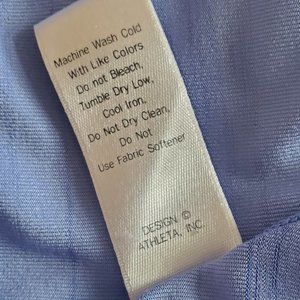 Machine Wash Cold
With Like Colors
Do not Bleach,
Tumble Dry Low,
Cool Iron,
Do Not Dry Clean,
Do Not
Use Fabric Softener
DESIGN ©
ATHLETA, INC.